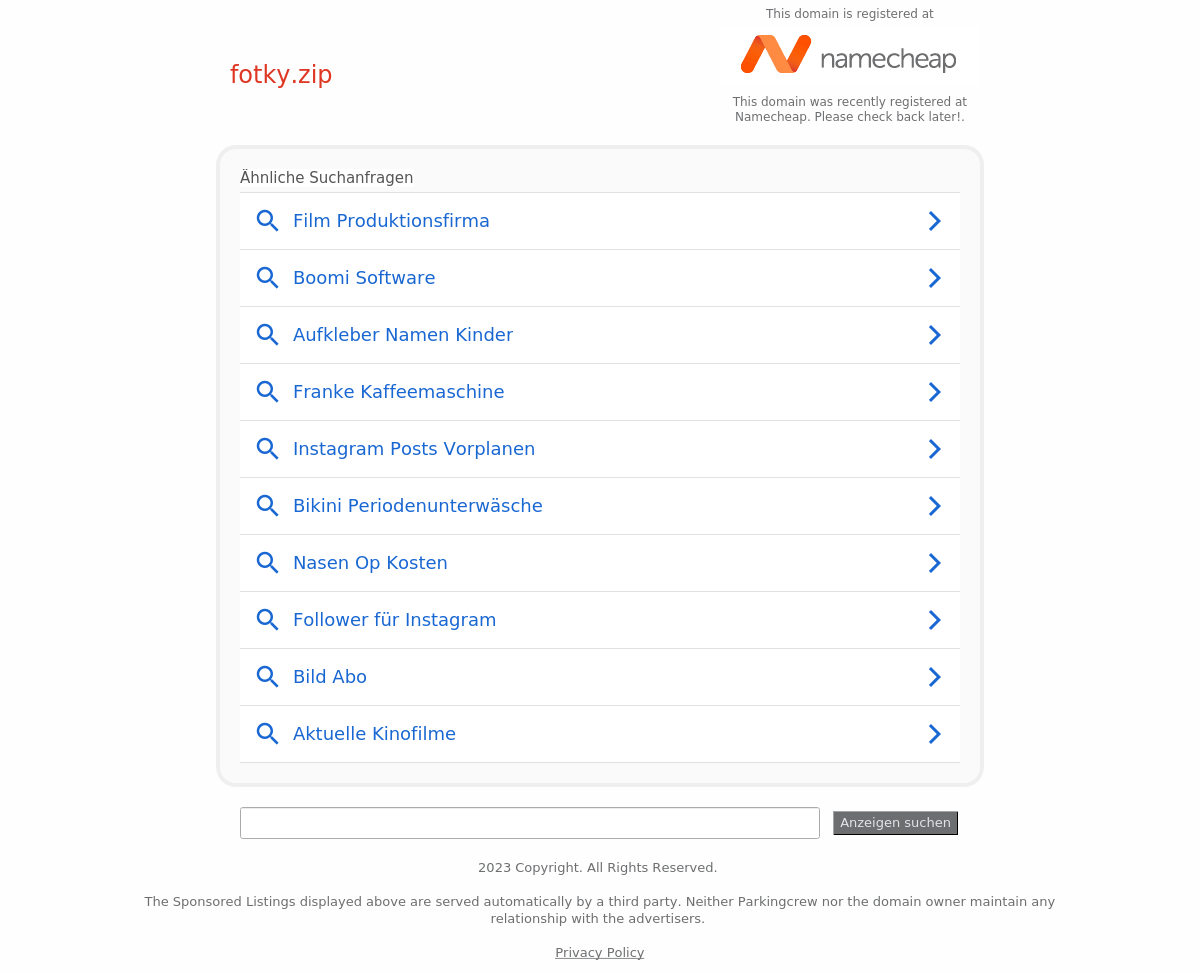 This domain is registered at
namecheap
fotky.zip
This domain was recently registered at
Namecheap. Please check back later!.
Ähnliche Suchanfragen
Film Produktionsfirma
Boomi Software
Aufkleber Namen Kinder
Franke Kaffeemaschine
Instagram Posts Vorplanen
Bikini Periodenunterwäsche
Nasen Op Kosten
Follower für Instagram
Bild Abo
Aktuelle Kinofilme
Anzeigen suchen
2023 Copyright. All Rights Reserved.
The Sponsored Listings displayed above are served automatically by a third party. Neither Parkingcrew nor the domain owner maintain any
relationship with the advertisers.
Privacy Policy